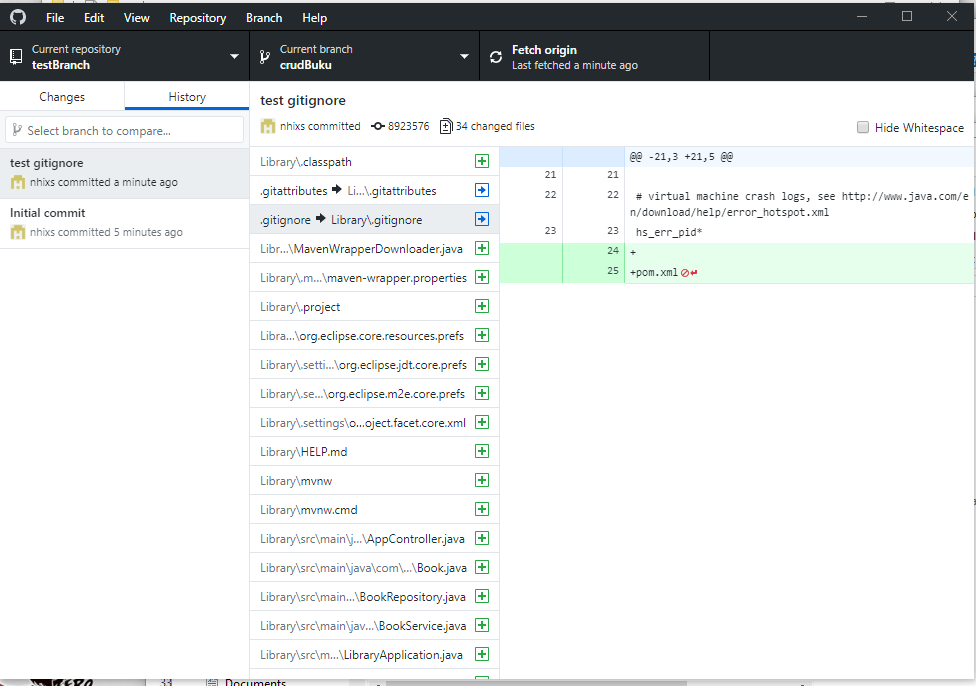 File Edit View Repository Branch Help
Current repository
testBranch
Current branch
crudBuku
Fetch origin
Last fetched a minute ago
Changes
History
Select branch to compare...
test gitignore
nhixs committed a minute ago
Initial commit
nhixs committed 5 minutes ago
test gitignore
nhixs committed 8923576 34 changed files
Hide Whitespace
Library\.classpath
.gitattributes → Li...\.gitattributes
.gitignore → Library\.gitignore
Libr...\MavenWrapperDownloader.java
Library\.m...\maven-wrapper.properties
Library\.project
Libra...\org.eclipse.core.resources.prefs
Library\.setti...\org.eclipse.jdt.core.prefs
Library\.se...\org.eclipse.m2e.core.prefs
Library\.settings\o...oject.facet.core.xml
Library\HELP.md
Library\mvnw
Library\mvnw.cmd
Library\src\main\j...\AppController.java
Library\src\main\java\com\...\Book.java
Library\src\main...\BookRepository.java
Library\src\main\jav...\BookService.java
Library\src\m...\LibraryApplication.java
@@ -21,3 +21,5 @@
21 21
22 22 # virtual machine crash logs, see http://www.java.com/e
n/download/help/error_hotspot.xml
23 23 hs_err_pid*
24 +
25 +pom.xml
33
Documents